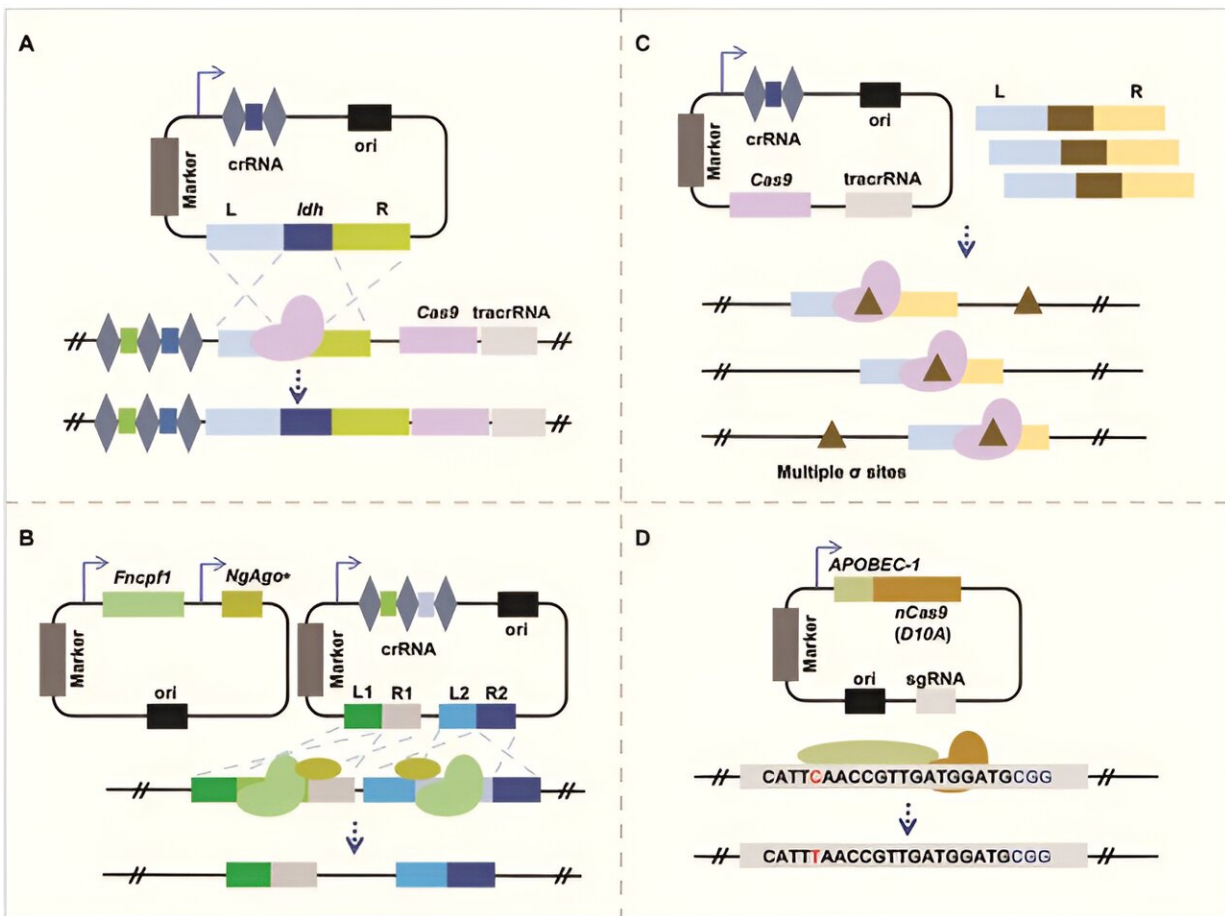 A
crRNA
ori
Marker
L ldh R
Cas9 tracrRNA
B
Fncpf1 NgAgo*
Marker
ori
crRNA
ori
Marker
L1 R1 L2 R2
C
crRNA
ori
Marker
Cas9 tracrRNA
L R
Multiple σ sites
D
APOBEC-1
nCas9
(D10A)
Marker
ori sgRNA
CATTCAACCGTTGATGGATGCGG
CATTTAACCGTTGATGGATGCGG